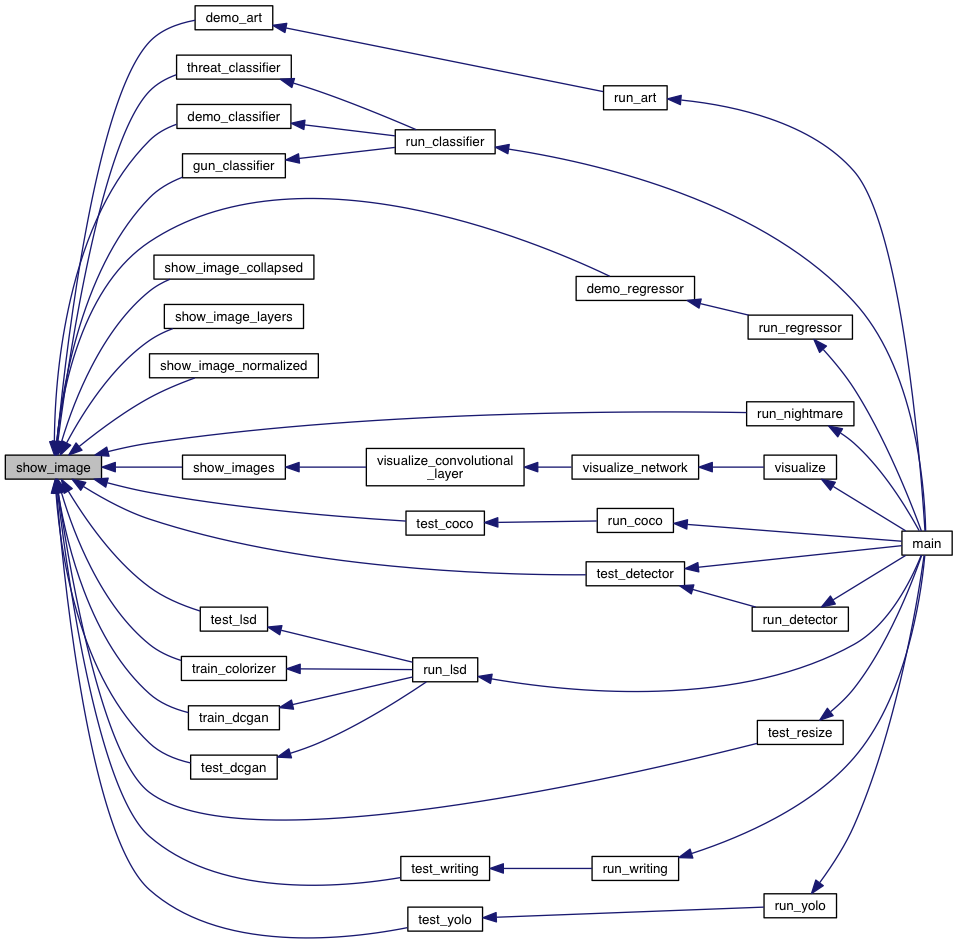 demo_art
threat_classifier
run_art
demo_classifier
run_classifier
gun_classifier
show_image_collapsed
demo_regressor
show_image_layers
run_regressor
show_image_normalized
run_nightmare
show_image
show_images
visualize_convolutional
_layer
visualize_network
visualize
test_coco
run_coco
main
test_detector
test_lsd
run_detector
train_colorizer
run_lsd
train_dcgan
test_resize
test_dcgan
test_writing
run_writing
run_yolo
test_yolo